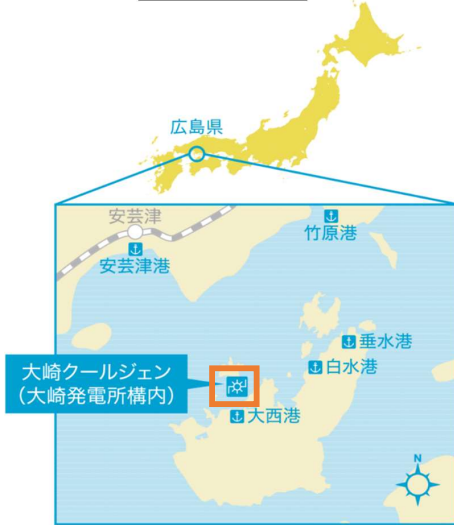 広島県
安芸津
安芸津港
竹原港
垂水港
白水港
大崎クールジェン
（大崎発電所構内）
大西港
N